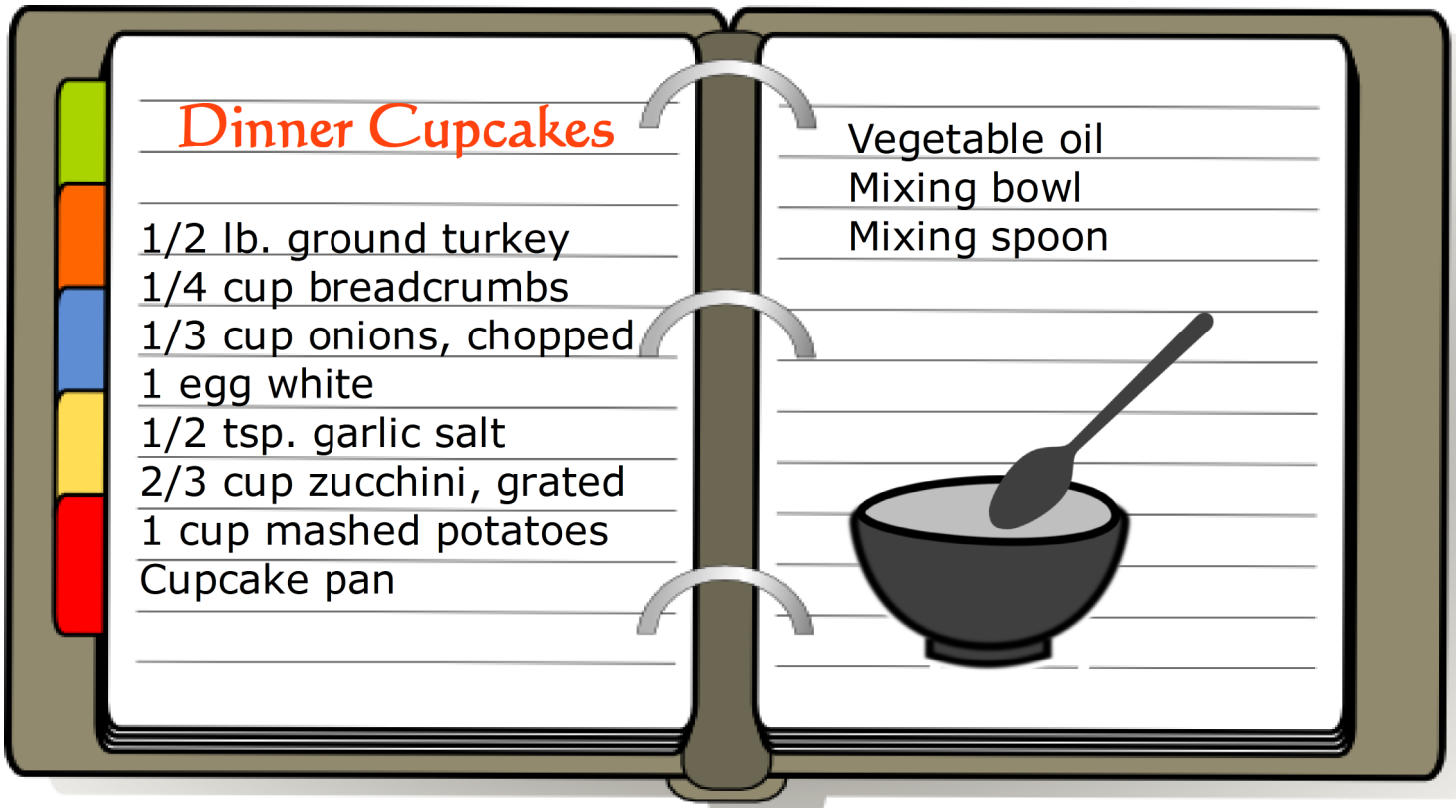 Dinner Cupcakes
1/2 lb. ground turkey
1/4 cup breadcrumbs
1/3 cup onions, chopped
1 egg white
1/2 tsp. garlic salt
2/3 cup zucchini, grated
1 cup mashed potatoes
Cupcake pan
Vegetable oil
Mixing bowl
Mixing spoon